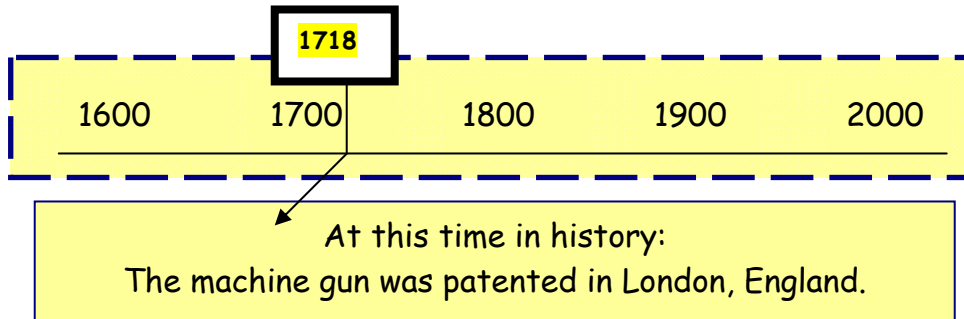 1718
1600 1700 1800 1900 2000
At this time in history:
The machine gun was patented in London, England.